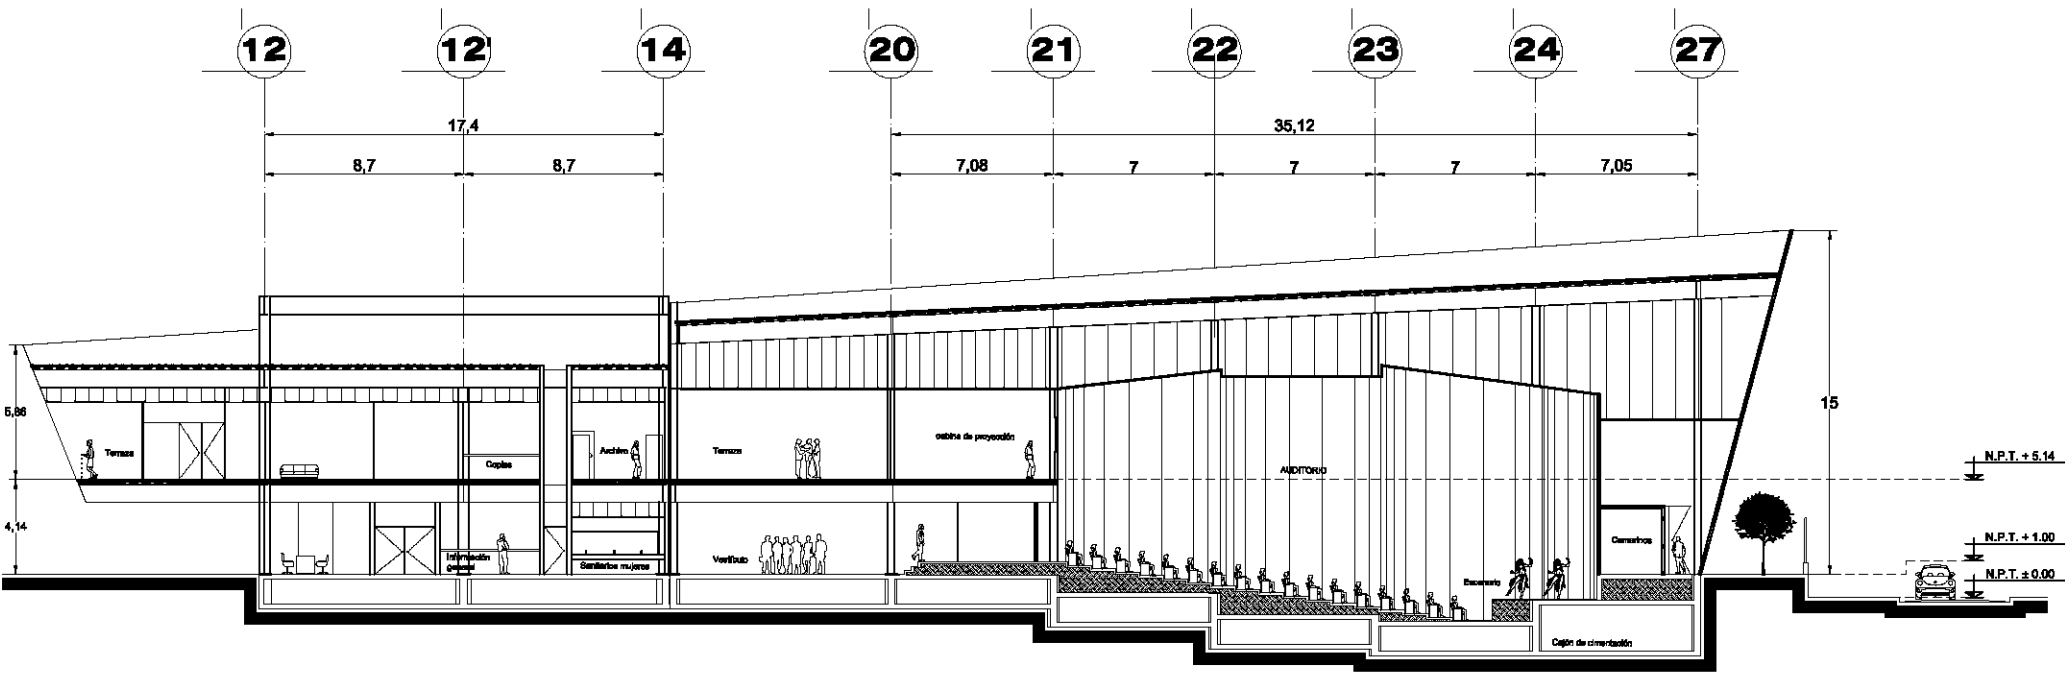 12 12' 14 20 21 22 23 24 27
17,4 35,12
8,7 8,7 7,08 7 7 7 7,05
5,86
15
Terraza
Copias
Archivo
Terraza
cabina de proyección
AUDITORIO
N.P.T. + 5.14
4,14
Información
general
Sanitarios mujeres
Vestíbulo
Escenario
Camerinos
N.P.T. + 1.00
N.P.T. ± 0.00
Cajón de cimentación